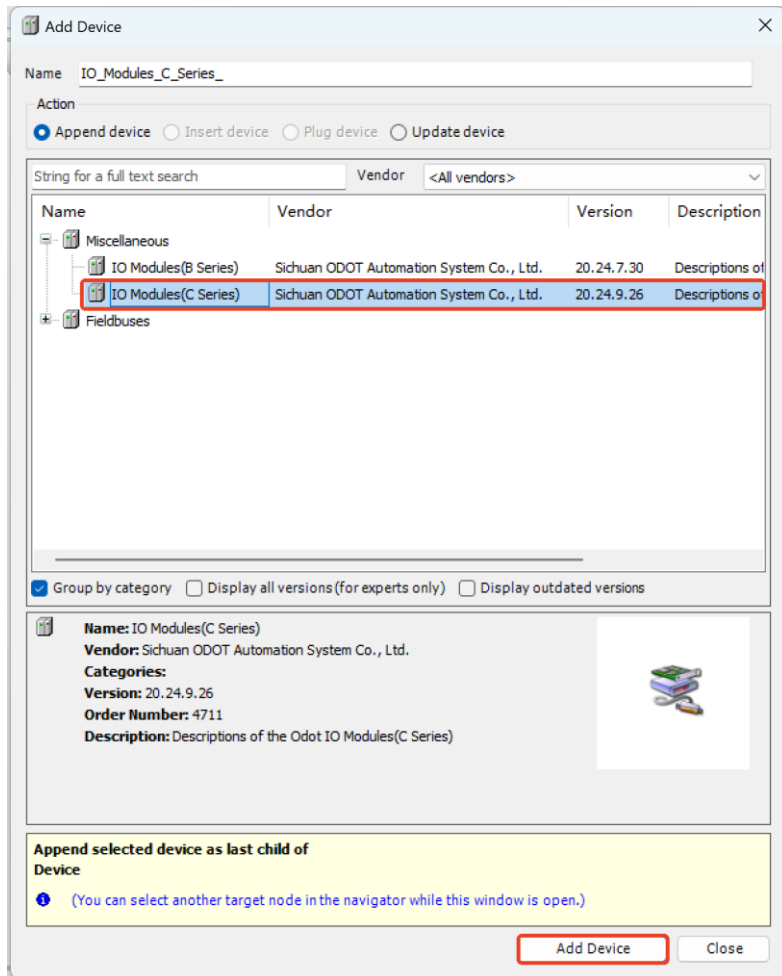 Add Device
Name IO_Modules_C_Series_
Action
Append device Insert device Plug device Update device
String for a full text search Vendor <All vendors>
Name Vendor Version Description
Miscellaneous
IO Modules(B Series) Sichuan ODOT Automation System Co., Ltd. 20.24.7.30 Descriptions of
IO Modules(C Series) Sichuan ODOT Automation System Co., Ltd. 20.24.9.26 Descriptions of
Fieldbuses
Group by category Display all versions(for experts only) Display outdated versions
Name: IO Modules(C Series)
Vendor: Sichuan ODOT Automation System Co., Ltd.
Categories:
Version: 20.24.9.26
Order Number: 4711
Description: Descriptions of the Odot IO Modules(C Series)
Append selected device as last child of
Device
(You can select another target node in the navigator while this window is open.)
Add Device Close